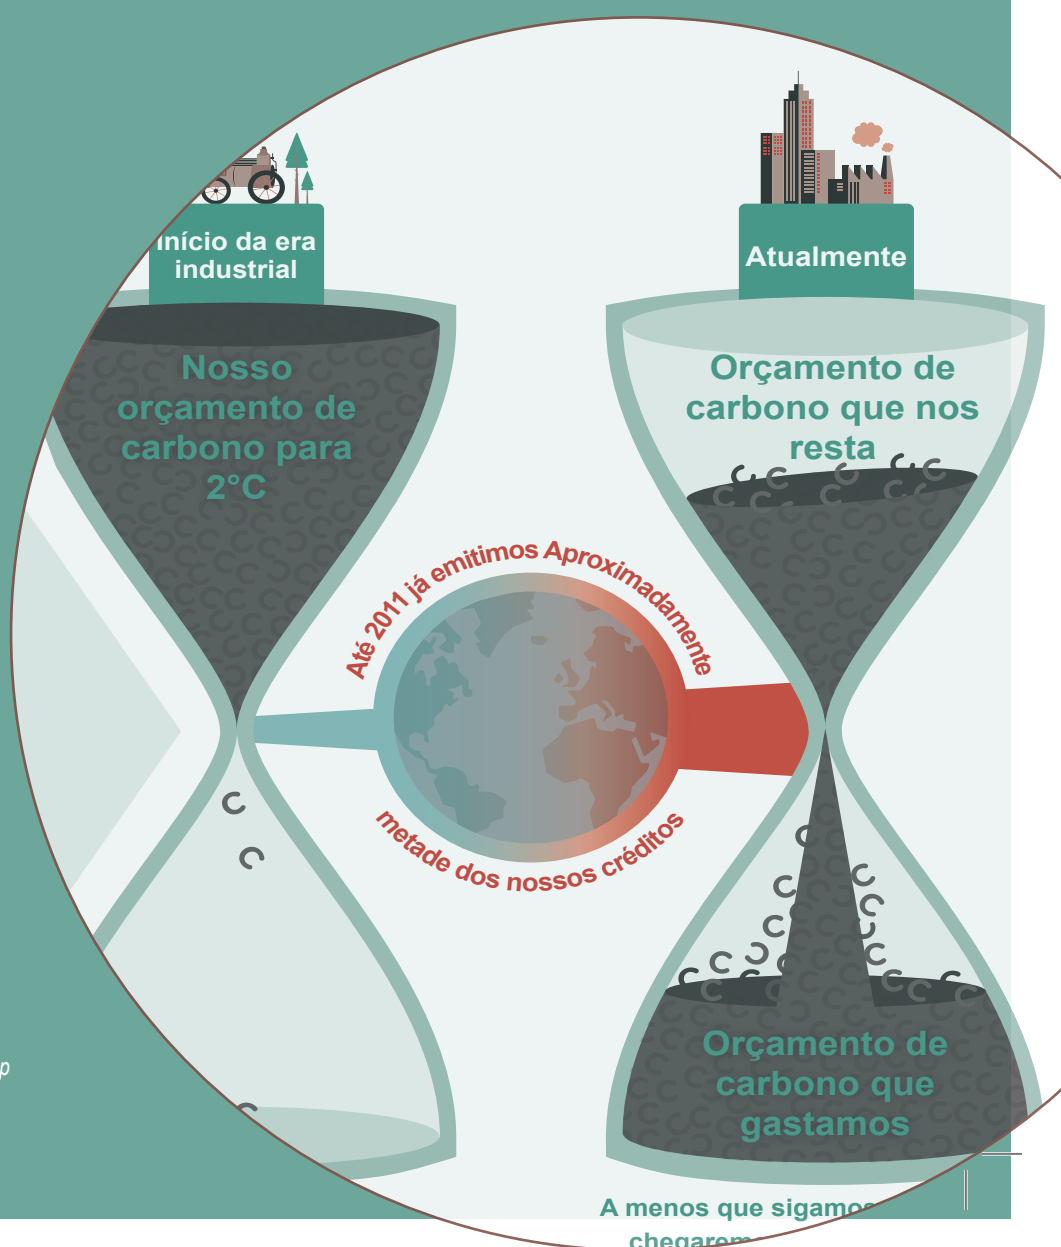 Início da era
industrial
Nosso
orçamento de
carbono para
2°C
Atualmente
Orçamento de
carbono que nos
resta
Até 2011 já emitimos Aproximadamente
metade dos nossos créditos
Orçamento de
carbono que
gastamos
p
A menos que sigamos
chegaremo